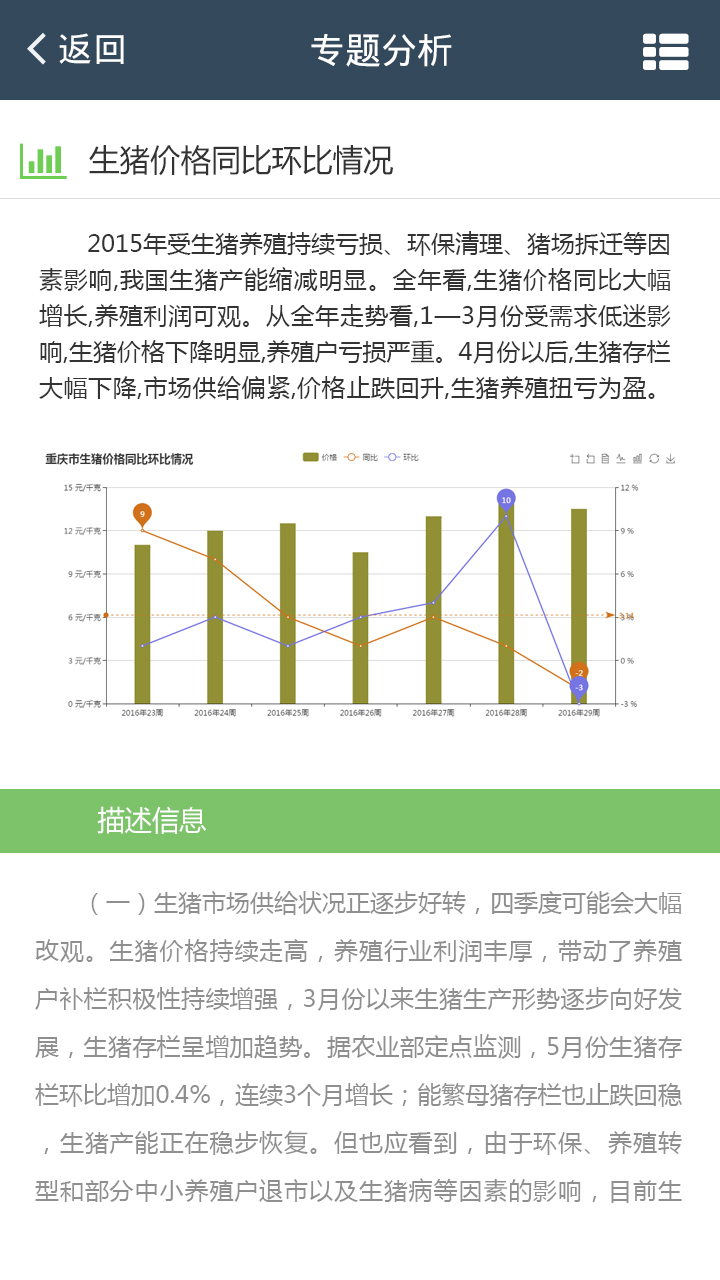 返回
专题分析
生猪价格同比环比情况
2015年受生猪养殖持续亏损、环保清理、猪场拆迁等因
素影响,我国生猪产能缩减明显。全年看,生猪价格同比大幅
增长,养殖利润可观。从全年走势看,1—3月份受需求低迷影
响,生猪价格下降明显,养殖户亏损严重。4月份以后,生猪存栏
大幅下降,市场供给偏紧,价格止跌回升,生猪养殖扭亏为盈。
重庆市生猪价格同比环比情况
价格 同比 环比
15 元/千克
12 元/千克
9 元/千克
6 元/千克
3 元/千克
0 元/千克
12 %
9 %
6 %
3 %
0 %
-3 %
9
10
-2
-3
2016年23周 2016年24周 2016年25周 2016年26周 2016年27周 2016年28周 2016年29周
描述信息
（一）生猪市场供给状况正逐步好转，四季度可能会大幅
改观。生猪价格持续走高，养殖行业利润丰厚，带动了养殖
户补栏积极性持续增强，3月份以来生猪生产形势逐步向好发
展，生猪存栏呈增加趋势。据农业部定点监测，5月份生猪存
栏环比增加0.4%，连续3个月增长；能繁母猪存栏也止跌回稳
，生猪产能正在稳步恢复。但也应看到，由于环保、养殖转
型和部分中小养殖户退市以及生猪病等因素的影响，目前生